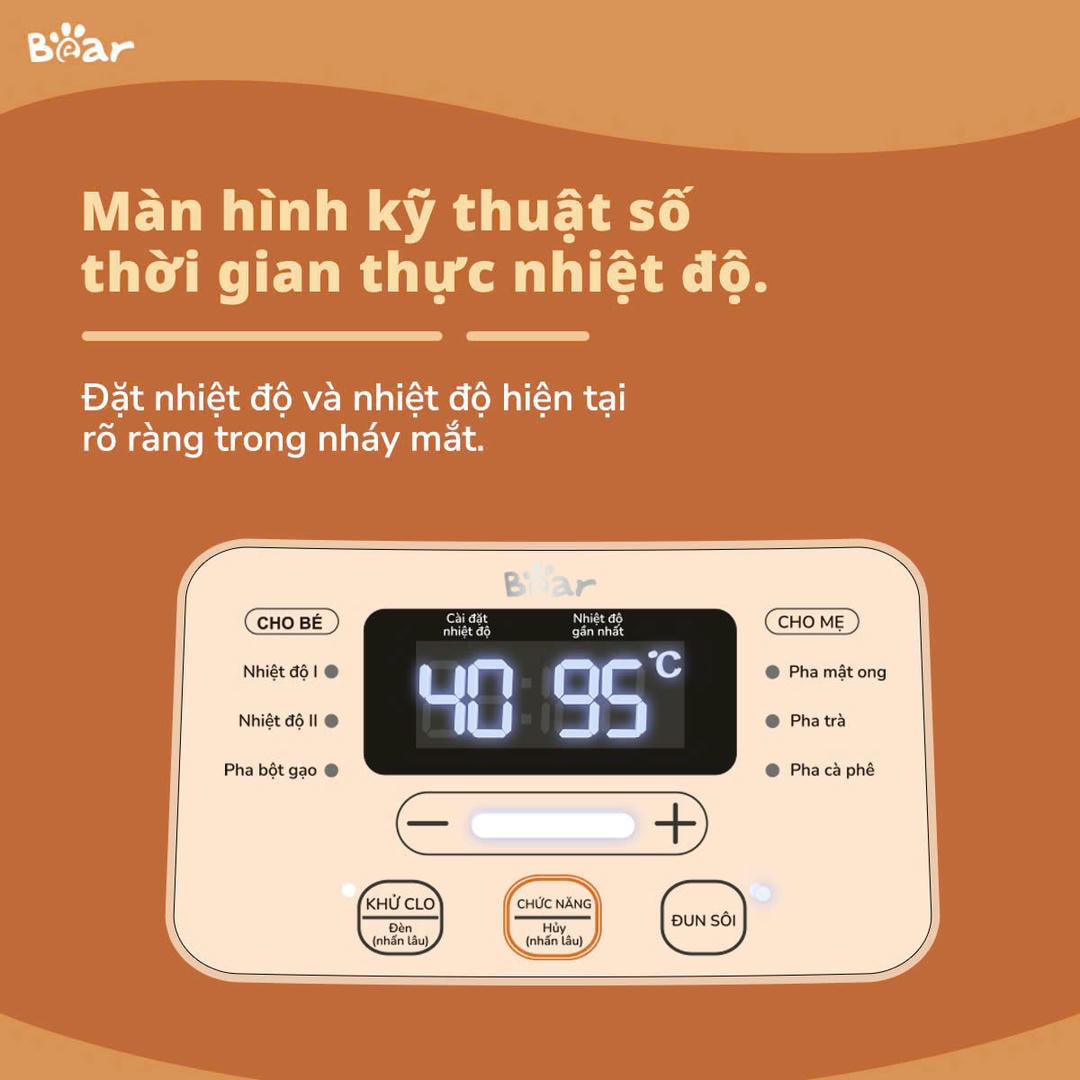 Bear
Màn hình kỹ thuật số
thời gian thực nhiệt độ.
Đặt nhiệt độ và nhiệt độ hiện tại
rõ ràng trong nháy mắt.
Bear
CHO BÉ
Nhiệt độ I
Nhiệt độ II
Pha bột gạo
Cài đặt
nhiệt độ
Nhiệt độ
gần nhất
40 95 °C
CHO MẸ
Pha mật ong
Pha trà
Pha cà phê
− +
KHỬ CLO
Đèn
(nhấn lâu)
CHỨC NĂNG
Hủy
(nhấn lâu)
ĐUN SÔI